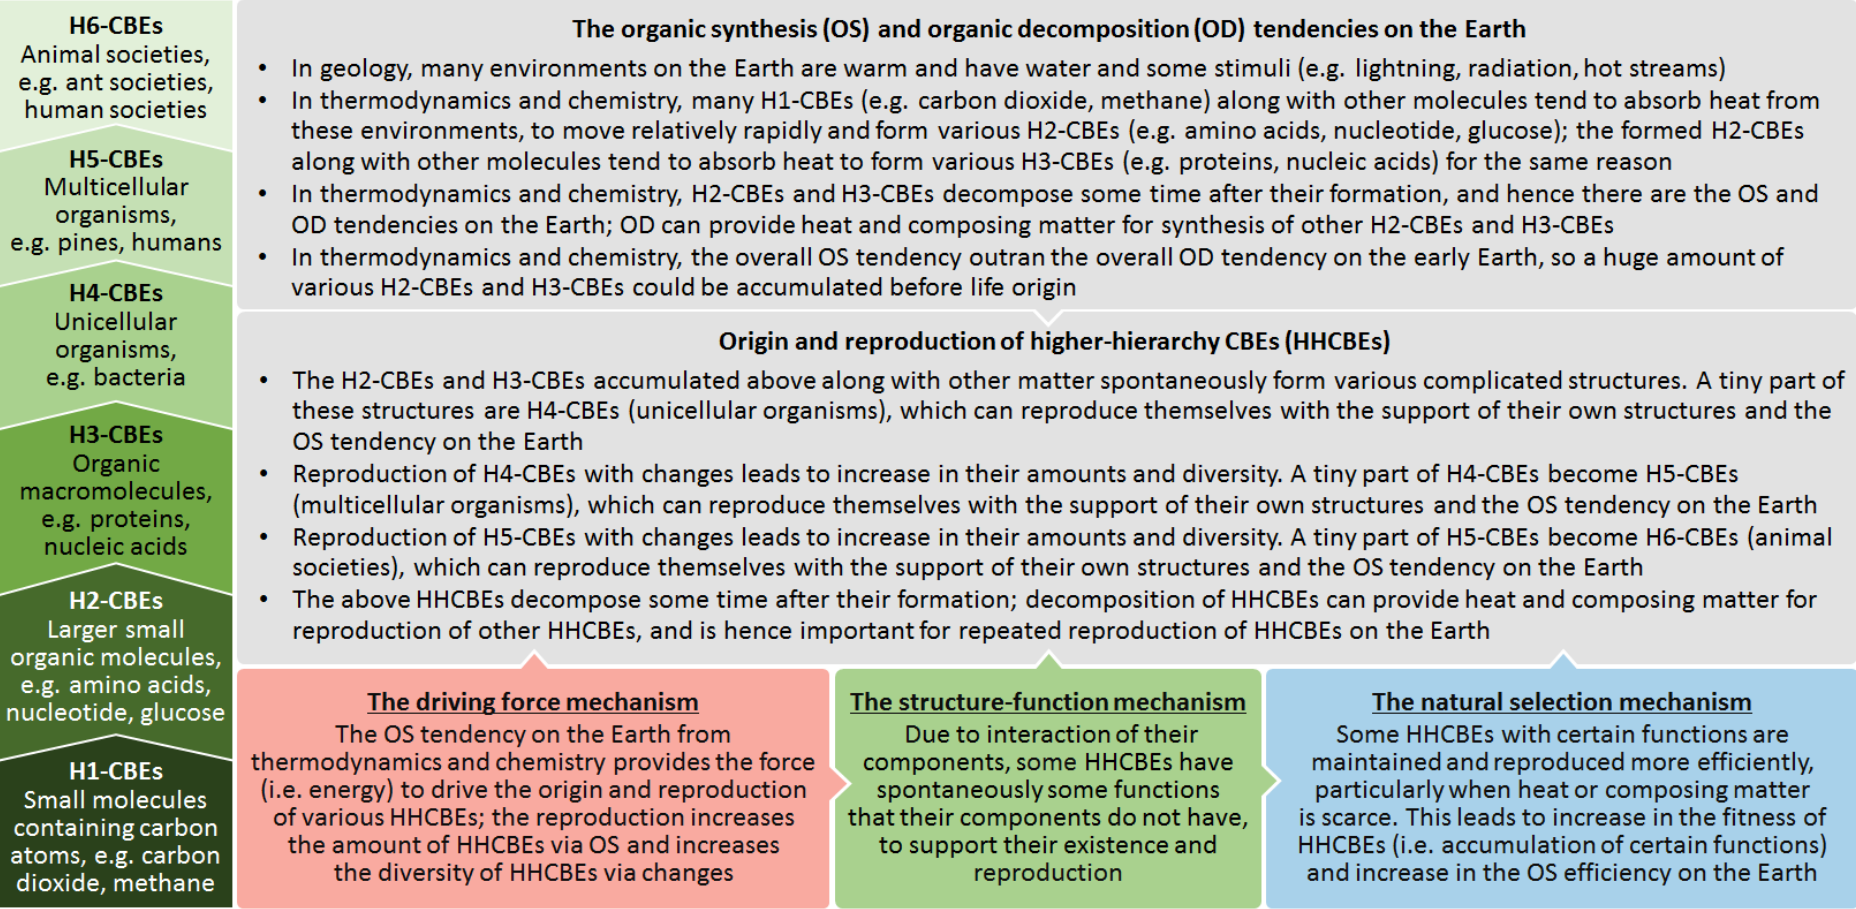 H6-CBEs
Animal societies,
e.g. ant societies,
human societies
H5-CBEs
Multicellular
organisms,
e.g. pines, humans
H4-CBEs
Unicellular
organisms,
e.g. bacteria
H3-CBEs
Organic
macromolecules,
e.g. proteins,
nucleic acids
H2-CBEs
Larger small
organic molecules,
e.g. amino acids,
nucleotide, glucose
H1-CBEs
Small molecules
containing carbon
atoms, e.g. carbon
dioxide, methane
The organic synthesis (OS) and organic decomposition (OD) tendencies on the Earth
• In geology, many environments on the Earth are warm and have water and some stimuli (e.g. lightning, radiation, hot streams)
• In thermodynamics and chemistry, many H1-CBEs (e.g. carbon dioxide, methane) along with other molecules tend to absorb heat from
these environments, to move relatively rapidly and form various H2-CBEs (e.g. amino acids, nucleotide, glucose); the formed H2-CBEs
along with other molecules tend to absorb heat to form various H3-CBEs (e.g. proteins, nucleic acids) for the same reason
• In thermodynamics and chemistry, H2-CBEs and H3-CBEs decompose some time after their formation, and hence there are the OS and
OD tendencies on the Earth; OD can provide heat and composing matter for synthesis of other H2-CBEs and H3-CBEs
• In thermodynamics and chemistry, the overall OS tendency outran the overall OD tendency on the early Earth, so a huge amount of
various H2-CBEs and H3-CBEs could be accumulated before life origin
Origin and reproduction of higher-hierarchy CBEs (HHCBEs)
• The H2-CBEs and H3-CBEs accumulated above along with other matter spontaneously form various complicated structures. A tiny part of
these structures are H4-CBEs (unicellular organisms), which can reproduce themselves with the support of their own structures and the
OS tendency on the Earth
• Reproduction of H4-CBEs with changes leads to increase in their amounts and diversity. A tiny part of H4-CBEs become H5-CBEs
(multicellular organisms), which can reproduce themselves with the support of their own structures and the OS tendency on the Earth
• Reproduction of H5-CBEs with changes leads to increase in their amounts and diversity. A tiny part of H5-CBEs become H6-CBEs (animal
societies), which can reproduce themselves with the support of their own structures and the OS tendency on the Earth
• The above HHCBEs decompose some time after their formation; decomposition of HHCBEs can provide heat and composing matter for
reproduction of other HHCBEs, and is hence important for repeated reproduction of HHCBEs on the Earth
The driving force mechanism
The OS tendency on the Earth from
thermodynamics and chemistry provides the force
(i.e. energy) to drive the origin and reproduction
of various HHCBEs; the reproduction increases
the amount of HHCBEs via OS and increases
the diversity of HHCBEs via changes
The structure-function mechanism
Due to interaction of their
components, some HHCBEs have
spontaneously some functions
that their components do not have,
to support their existence and
reproduction
The natural selection mechanism
Some HHCBEs with certain functions are
maintained and reproduced more efficiently,
particularly when heat or composing matter
is scarce. This leads to increase in the fitness of
HHCBEs (i.e. accumulation of certain functions)
and increase in the OS efficiency on the Earth